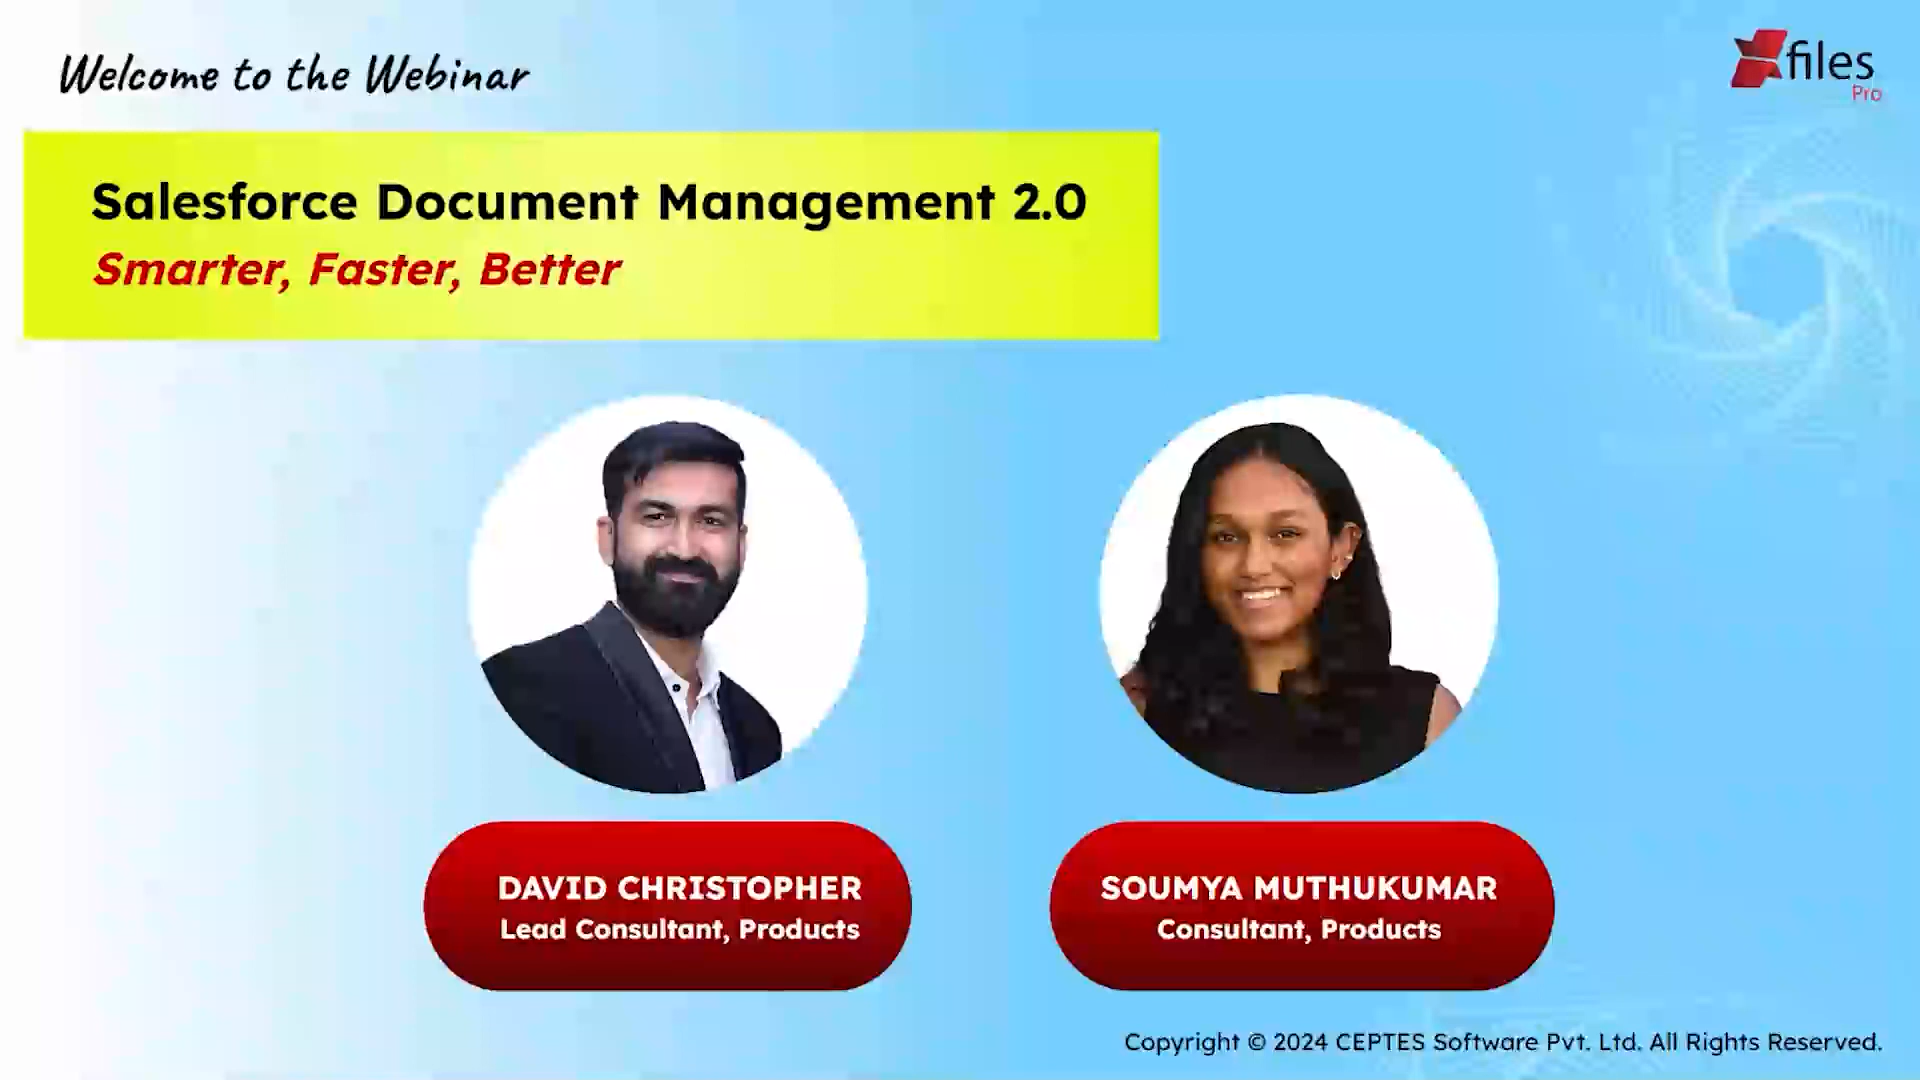 Welcome to the Webinar
Xfiles
Pro
Salesforce Document Management 2.0
Smarter, Faster, Better
DAVID CHRISTOPHER
Lead Consultant, Products
SOUMYA MUTHUKUMAR
Consultant, Products
Copyright © 2024 CEPTES Software Pvt. Ltd. All Rights Reserved.